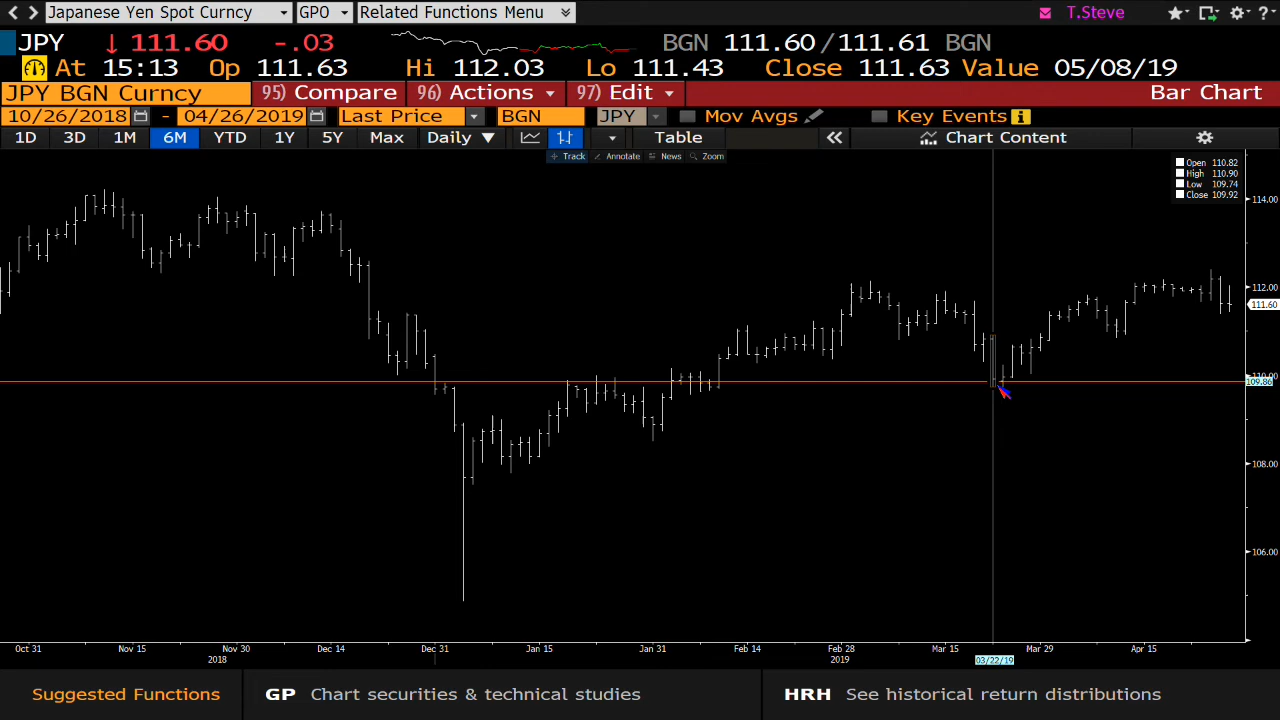 Japanese Yen Spot Curncy GPO Related Functions Menu T.Steve ?
JPY ↓ 111.60 -.03 BGN 111.60/111.61 BGN
At 15:13 Op 111.63 Hi 112.03 Lo 111.43 Close 111.63 Value 05/08/19
JPY BGN Curncy 95) Compare 96) Actions 97) Edit Bar Chart
10/26/2018 - 04/26/2019 Last Price BGN JPY Mov Avgs Key Events
1D 3D 1M 6M YTD 1Y 5Y Max Daily ▼ Table « Chart Content
Track Annotate News Zoom
Open 110.82
High 110.90
Low 109.74
Close 109.92
114.00
112.00
111.60
110.00
109.86
108.00
106.00
Oct 31 Nov 15 Nov 30 Dec 14 Dec 31 Jan 15 Jan 31 Feb 14 Feb 28 Mar 15 Mar 29 Apr 15
2018 2019 03/22/19
Suggested Functions GP Chart securities & technical studies HRH See historical return distributions